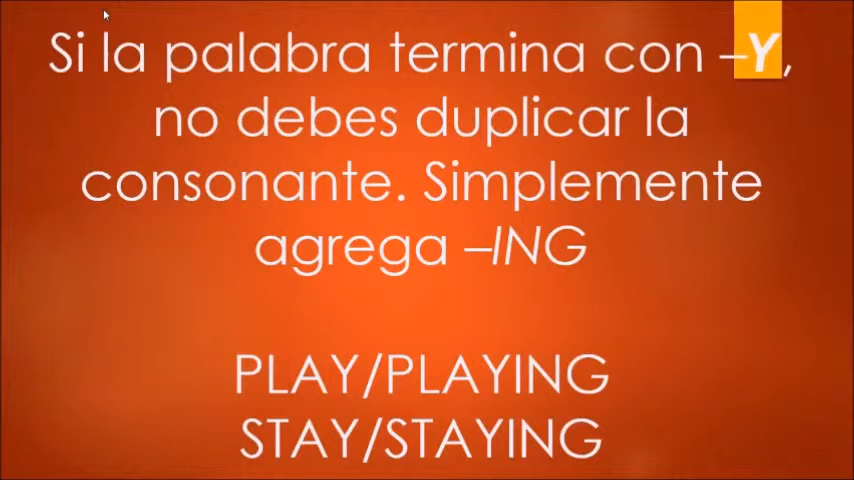 Si la palabra termina con –Y,
no debes duplicar la
consonante. Simplemente
agrega –ING
PLAY/PLAYING
STAY/STAYING